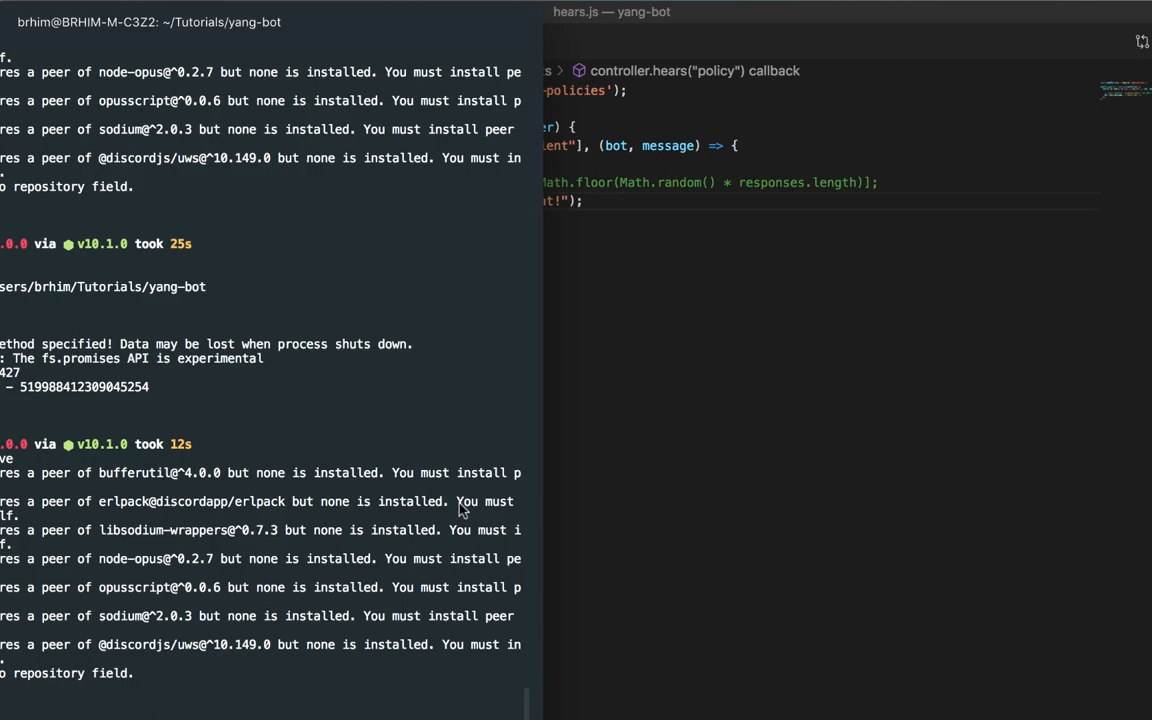 brhim@BRHIM-M-C3Z2: ~/Tutorials/yang-bot
f.
res a peer of node-opus@^0.2.7 but none is installed. You must install pe
res a peer of opusscript@^0.0.6 but none is installed. You must install p
res a peer of sodium@^2.0.3 but none is installed. You must install peer
res a peer of @discordjs/uws@^10.149.0 but none is installed. You must in
.
o repository field.
.0.0 via v10.1.0 took 25s
sers/brhim/Tutorials/yang-bot
ethod specified! Data may be lost when process shuts down.
: The fs.promises API is experimental
427
- 519988412309045254
.0.0 via v10.1.0 took 12s
ve
res a peer of bufferutil@^4.0.0 but none is installed. You must install p
res a peer of erlpack@discordapp/erlpack but none is installed. You must
lf.
res a peer of libsodium-wrappers@^0.7.3 but none is installed. You must i
f.
res a peer of node-opus@^0.2.7 but none is installed. You must install pe
res a peer of opusscript@^0.0.6 but none is installed. You must install p
res a peer of sodium@^2.0.3 but none is installed. You must install peer
res a peer of @discordjs/uws@^10.149.0 but none is installed. You must in
.
o repository field.
hears.js — yang-bot
ts > controller.hears("policy") callback
-policies');
er) {
ient"], (bot, message) => {
Math.floor(Math.random() * responses.length)];
at!");